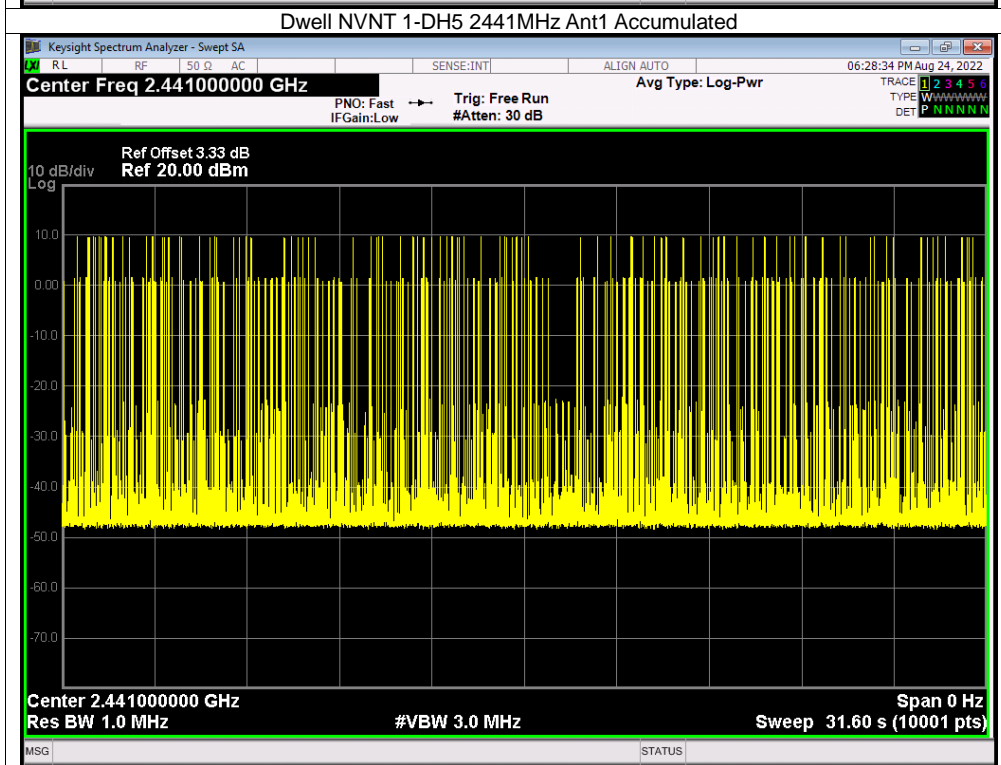 Dwell NVNT 1-DH5 2441MHz Ant1 Accumulated
Keysight Spectrum Analyzer - Swept SA
LXI RL RF 50 Ω AC SENSE:INT ALIGN AUTO 06:28:34 PM Aug 24, 2022
Center Freq 2.441000000 GHz Avg Type: Log-Pwr TRACE 1 2 3 4 5 6
PNO: Fast Trig: Free Run TYPE WWWWWW
IFGain:Low #Atten: 30 dB DET P N N N N N
Ref Offset 3.33 dB
10 dB/div Ref 20.00 dBm
Log
10.0
0.00
-10.0
-20.0
-30.0
-40.0
-50.0
-60.0
-70.0
Center 2.441000000 GHz Span 0 Hz
Res BW 1.0 MHz #VBW 3.0 MHz Sweep 31.60 s (10001 pts)
MSG STATUS